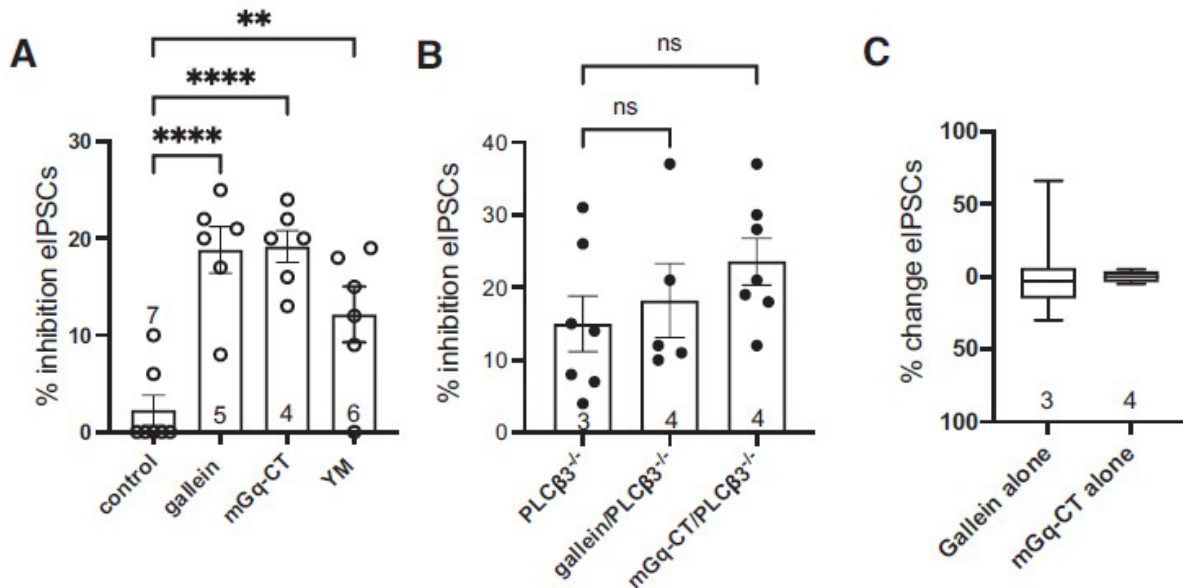 A
**
****
****
% inhibition eIPSCs
30
20
10
0
7
5
4
6
control
gallein
mGq-CT
YM
B
ns
ns
% inhibition eIPSCs
40
30
20
10
0
3
4
4
PLCβ3-/-
gallein/PLCβ3-/-
mGq-CT/PLCβ3-/-
C
% change eIPSCs
100
50
0
50
100
3
4
Gallein alone
mGq-CT alone